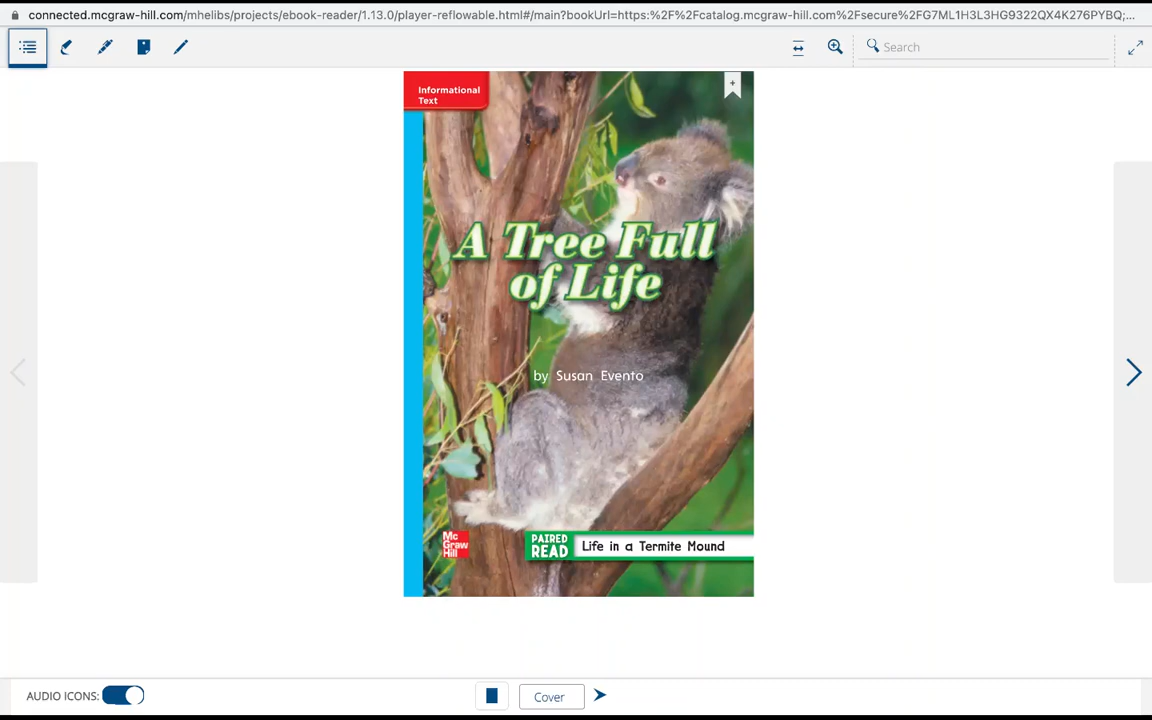 connected.mcgraw-hill.com/mhelibs/projects/ebook-reader/1.13.0/player-reflowable.html#/main?bookUrl=https:%2F%2Fcatalog.mcgraw-hill.com%2Fsecure%2FG7ML1H3L3HG9322QX4K276PYBQ;...
Search
Informational
Text
+
A Tree Full
of Life
by Susan Evento
Mc
Graw
Hill
PAIRED
READ
Life in a Termite Mound
AUDIO ICONS:
Cover